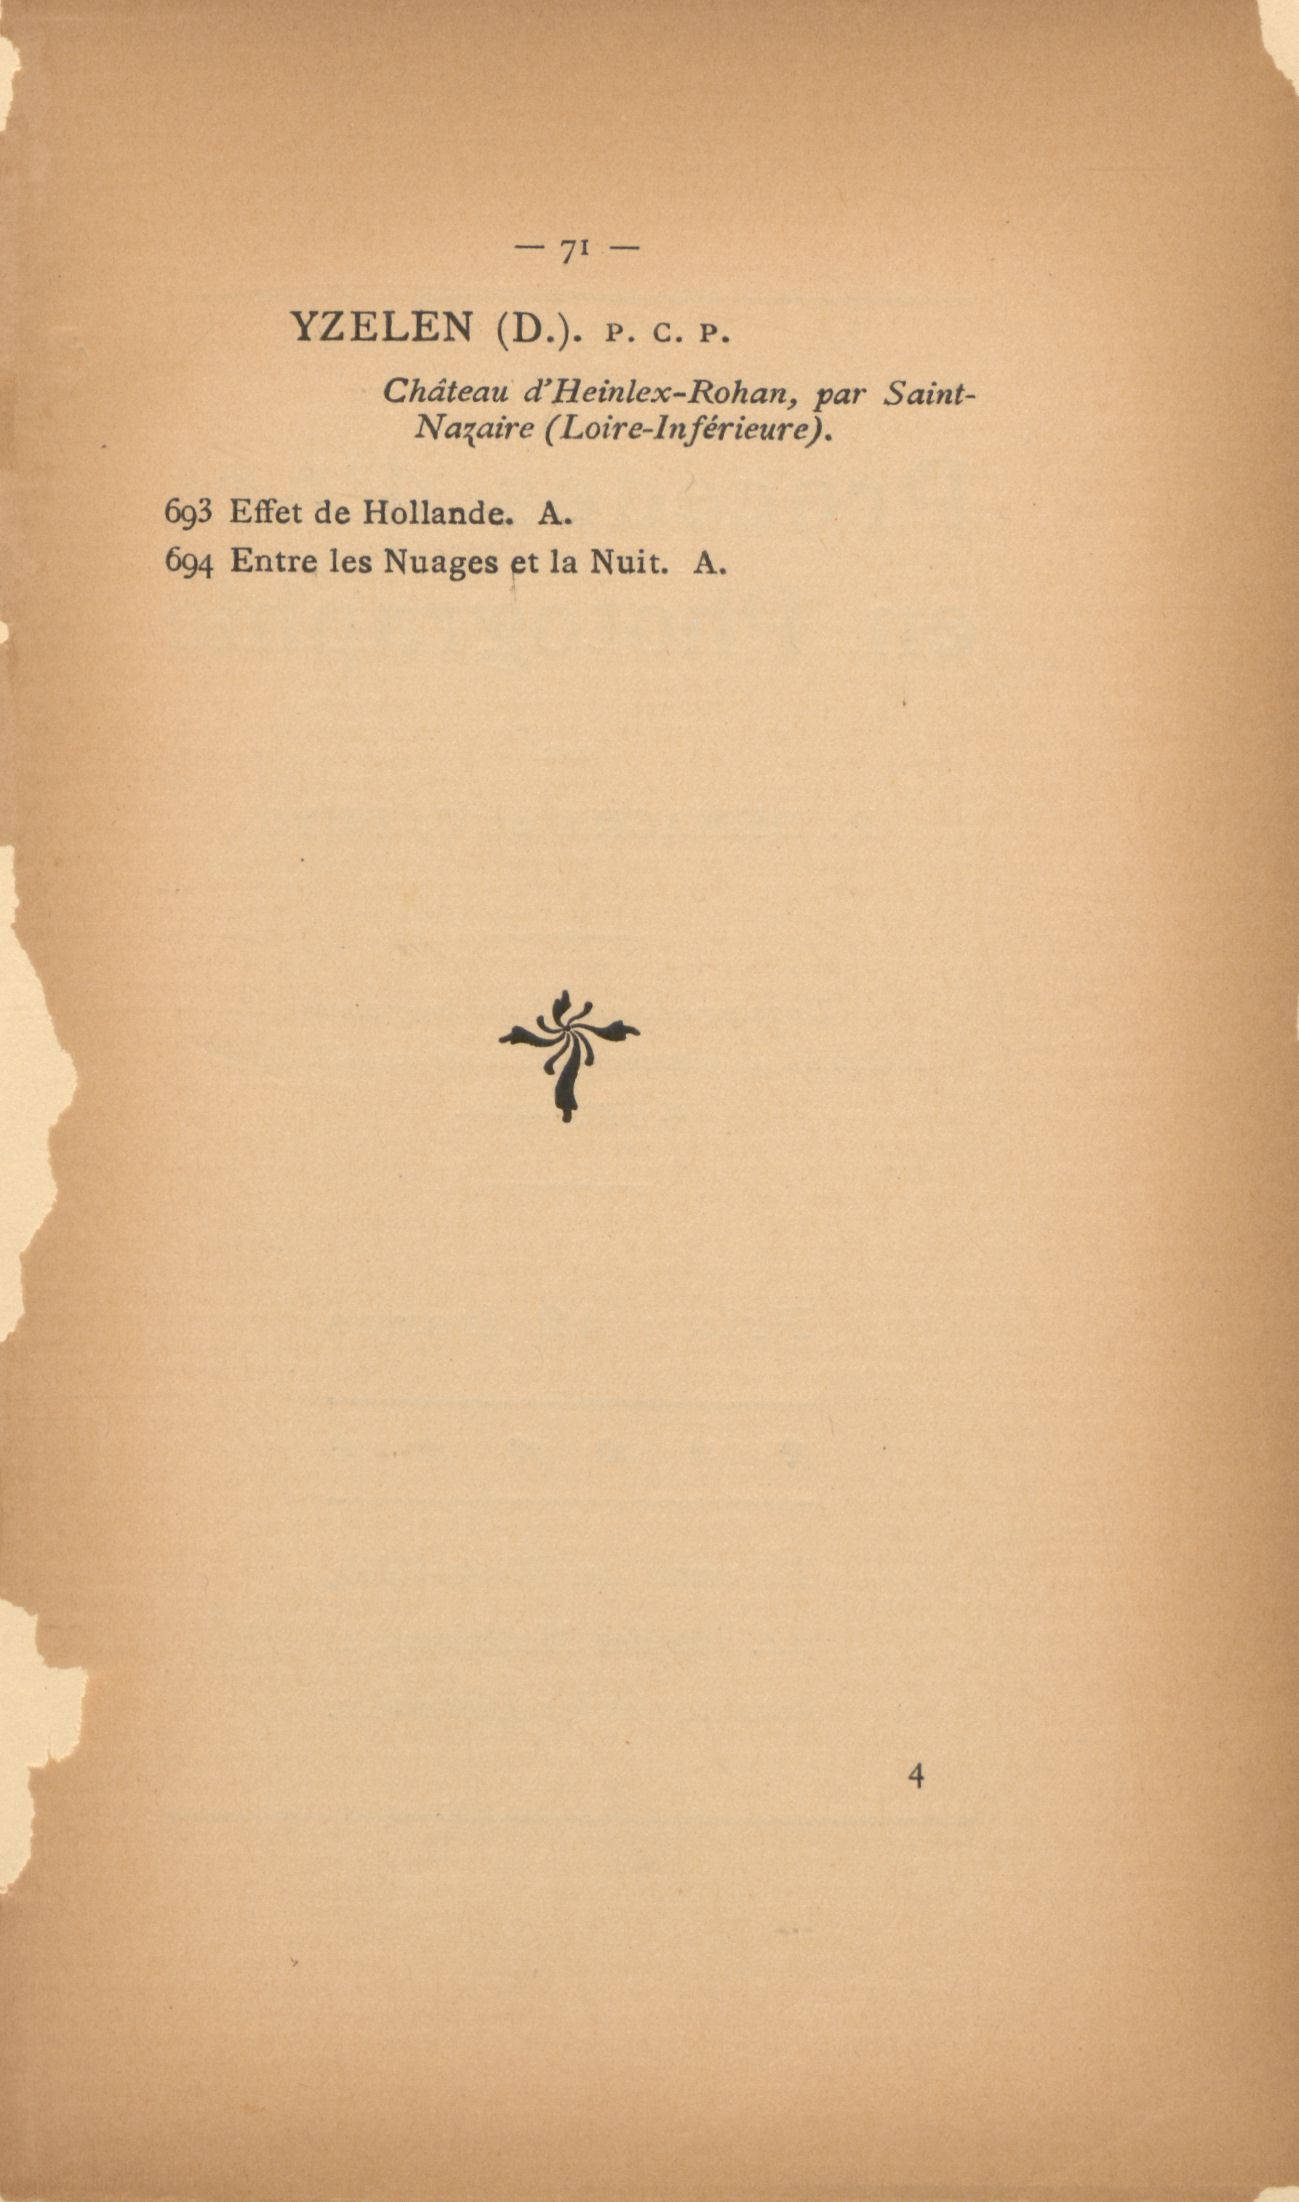 — 71 —
YZELEN (D.). P. C. P.
Château d'Heinlex-Rohan, par Saint-
Nazaire (Loire-Inférieure).
693 Effet de Hollande. A.
694 Entre les Nuages et la Nuit. A.
4